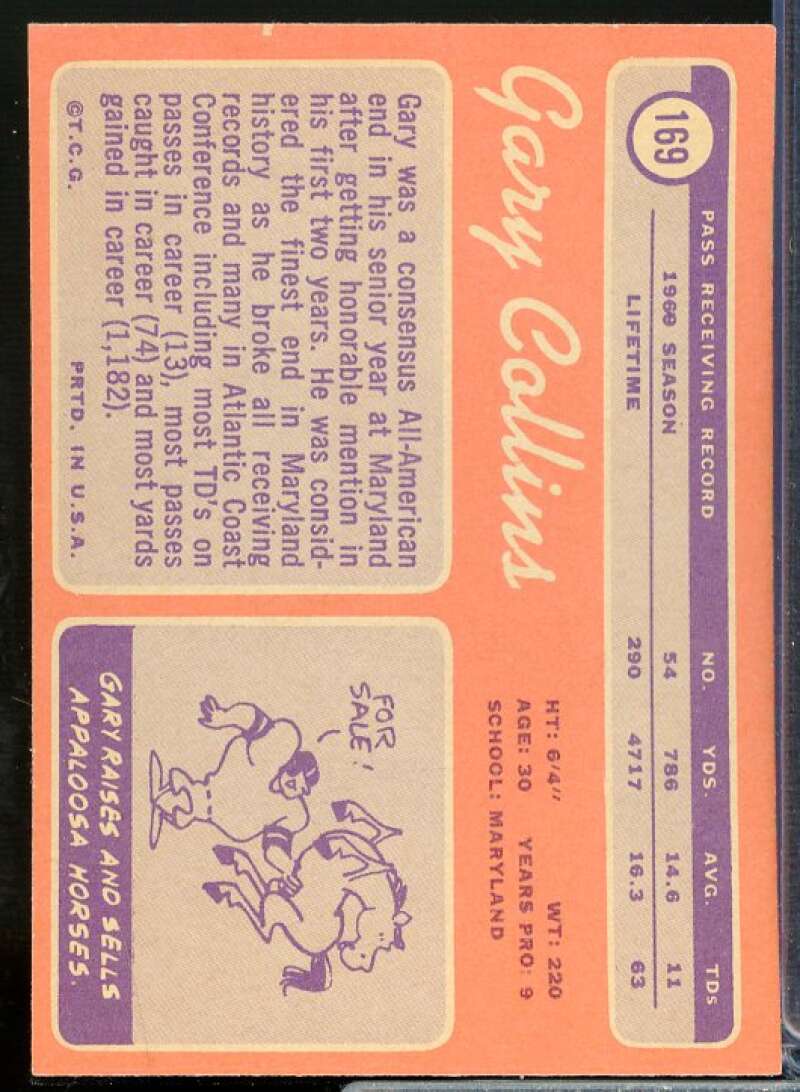 169
PASS RECEIVING RECORD NO. YDS. AVG. TDs
1969 SEASON 54 786 14.6 11
LIFETIME 290 4717 16.3 63
Gary Collins
HT: 6'4" WT: 220
AGE: 30 YEARS PRO: 9
SCHOOL: MARYLAND
Gary was a consensus All-American
end in his senior year at Maryland
after getting honorable mention in
his first two years. He was consid-
ered the finest end in Maryland
history as he broke all receiving
records and many in Atlantic Coast
Conference including most TD's on
passes in career (13), most passes
caught in career (74) and most yards
gained in career (1,182).
©T.C.G. PRTD. IN U.S.A.
FOR
SALE!
GARY RAISES AND SELLS
APPALOOSA HORSES.